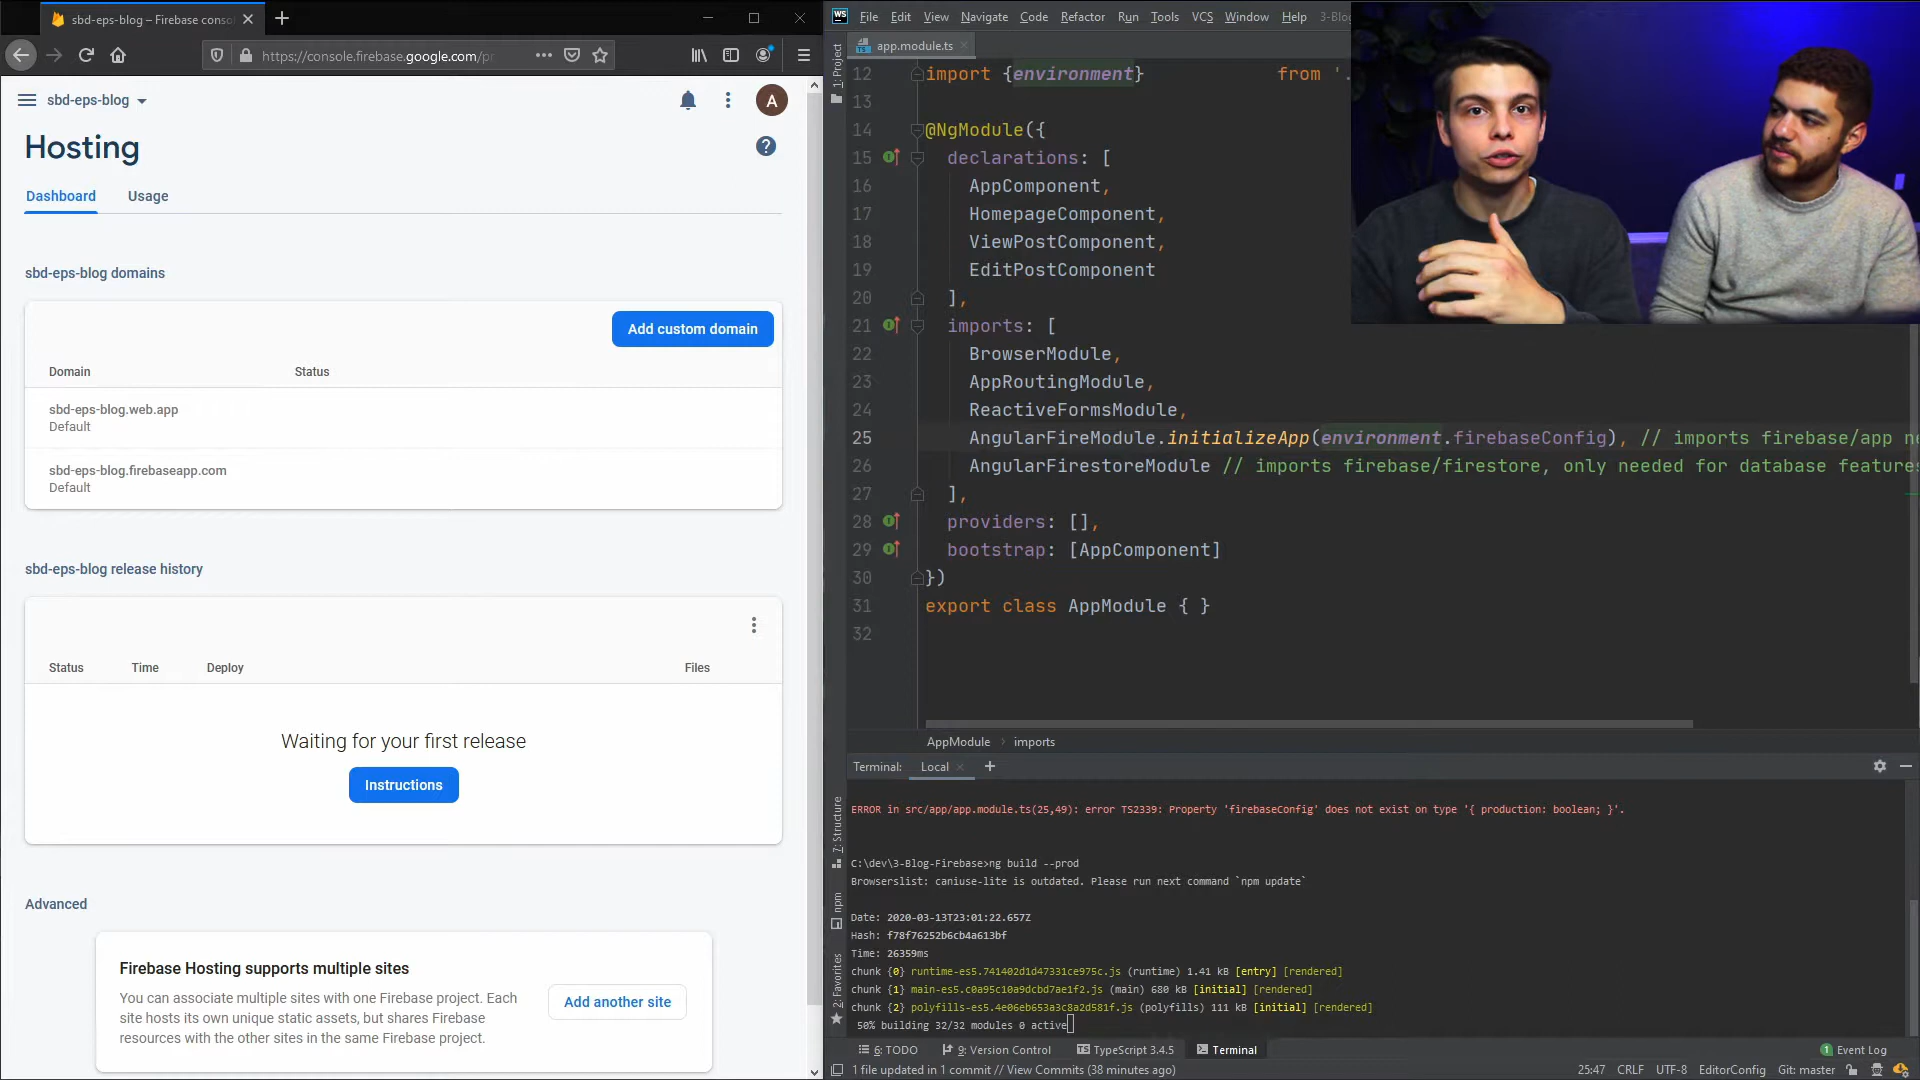 sbd-eps-blog – Firebase conso
https://console.firebase.google.com/pr
sbd-eps-blog
A
Hosting
Dashboard
Usage
sbd-eps-blog domains
Add custom domain
Domain
Status
sbd-eps-blog.web.app
Default
sbd-eps-blog.firebaseapp.com
Default
sbd-eps-blog release history
Status
Time
Deploy
Files
Waiting for your first release
Instructions
Advanced
Firebase Hosting supports multiple sites
You can associate multiple sites with one Firebase project. Each
site hosts its own unique static assets, but shares Firebase
resources with the other sites in the same Firebase project.
Add another site
WS
File Edit View Navigate Code Refactor Run Tools VCS Window Help 3-Blo
app.module.ts
1: Project
12 import {environment} from '.
13
14 @NgModule({
15 declarations: [
16 AppComponent,
17 HomepageComponent,
18 ViewPostComponent,
19 EditPostComponent
20 ],
21 imports: [
22 BrowserModule,
23 AppRoutingModule,
24 ReactiveFormsModule,
25 AngularFireModule.initializeApp(environment.firebaseConfig), // imports firebase/app ne
26 AngularFirestoreModule // imports firebase/firestore, only needed for database features
27 ],
28 providers: [],
29 bootstrap: [AppComponent]
30 })
31 export class AppModule { }
32
AppModule › imports
Terminal: Local
7: Structure
npm
2: Favorites
ERROR in src/app/app.module.ts(25,49): error TS2339: Property 'firebaseConfig' does not exist on type '{ production: boolean; }'.
C:\dev\3-Blog-Firebase>ng build --prod
Browserslist: caniuse-lite is outdated. Please run next command `npm update`
Date: 2020-03-13T23:01:22.657Z
Hash: f78f76252b6cb4a613bf
Time: 26359ms
chunk {0} runtime-es5.741402d1d47331ce975c.js (runtime) 1.41 kB [entry] [rendered]
chunk {1} main-es5.c0a95c10a9dcbd7ae1f2.js (main) 680 kB [initial] [rendered]
chunk {2} polyfills-es5.4e06eb653a3c8a2d581f.js (polyfills) 111 kB [initial] [rendered]
50% building 32/32 modules 0 active
6: TODO
9: Version Control
TS TypeScript 3.4.5
Terminal
1 Event Log
1 file updated in 1 commit // View Commits (38 minutes ago)
25:47 CRLF UTF-8 EditorConfig Git: master